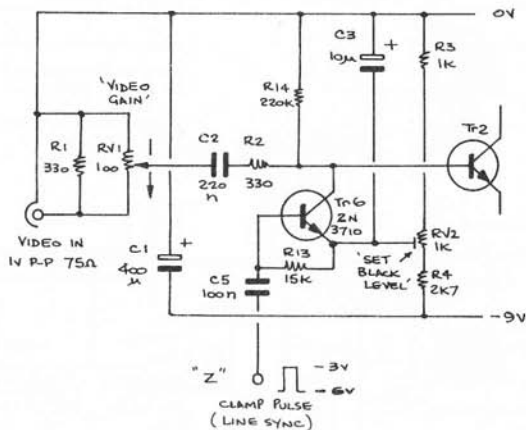 0V
C3
+
10μ
R3
1K
R14
220K
'VIDEO
GAIN'
R1
330
RV1
100
C2
220
n
R2
330
Tr2
Tr6
2N
3710
VIDEO IN
1V P-P 75Ω
C1
400
μ
+
R13
15K
C5
100n
RV2
1K
'SET
BLACK
LEVEL'
R4
2K7
-9V
"Z"
-3V
-6V
CLAMP PULSE
(LINE SYNC)